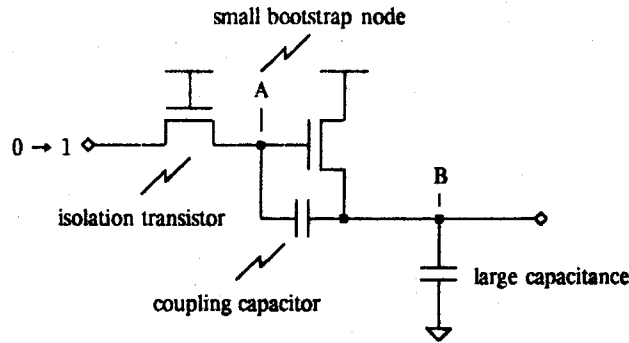 small bootstrap node
A
0 → 1
B
isolation transistor
large capacitance
coupling capacitor